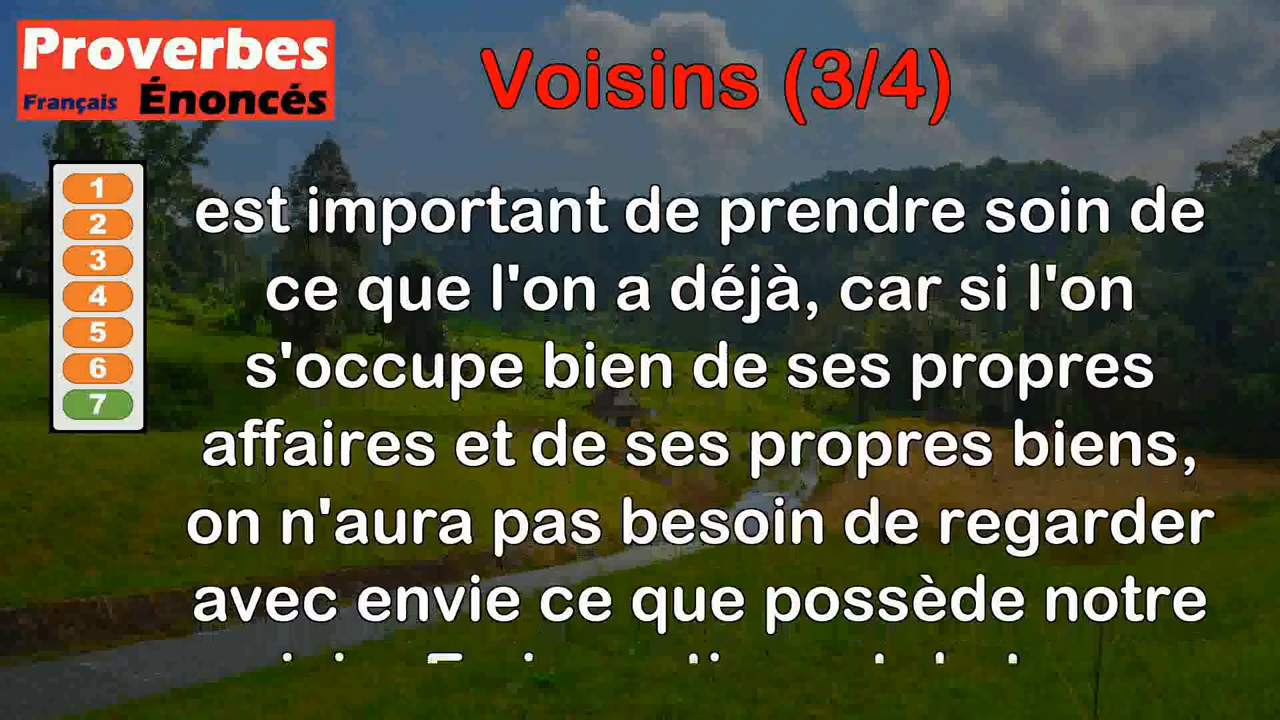 Proverbes
Français Énoncés
Voisins (3/4)
1
2
3
4
5
6
7
est important de prendre soin de
ce que l'on a déjà, car si l'on
s'occupe bien de ses propres
affaires et de ses propres biens,
on n'aura pas besoin de regarder
avec envie ce que possède notre